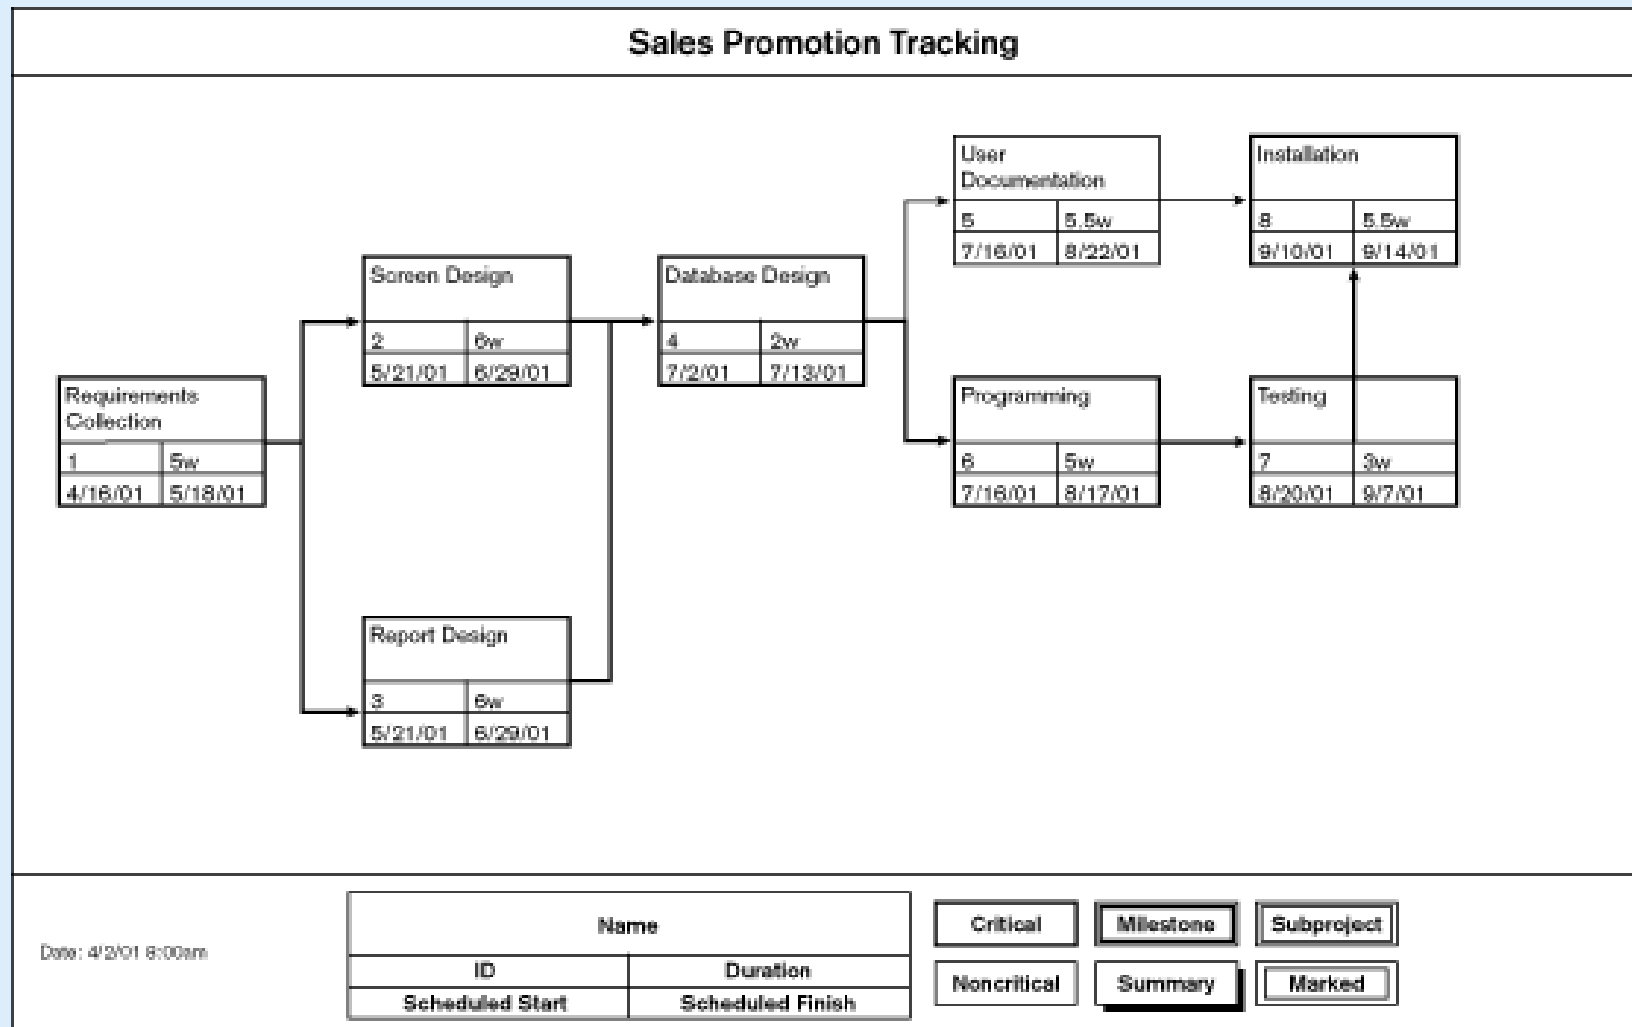 Sales Promotion Tracking
Requirements
Collection
1 5w
4/16/01 5/18/01
Screen Design
2 6w
5/21/01 6/29/01
Report Design
3 6w
5/21/01 6/29/01
Database Design
4 2w
7/2/01 7/13/01
User
Documentation
5 5.5w
7/16/01 8/22/01
Programming
6 5w
7/16/01 8/17/01
Testing
7 3w
8/20/01 9/7/01
Installation
8 5.5w
9/10/01 9/14/01
Date: 4/2/01 9:00am
Name
ID Duration
Scheduled Start Scheduled Finish
Critical Milestone Subproject
Noncritical Summary Marked